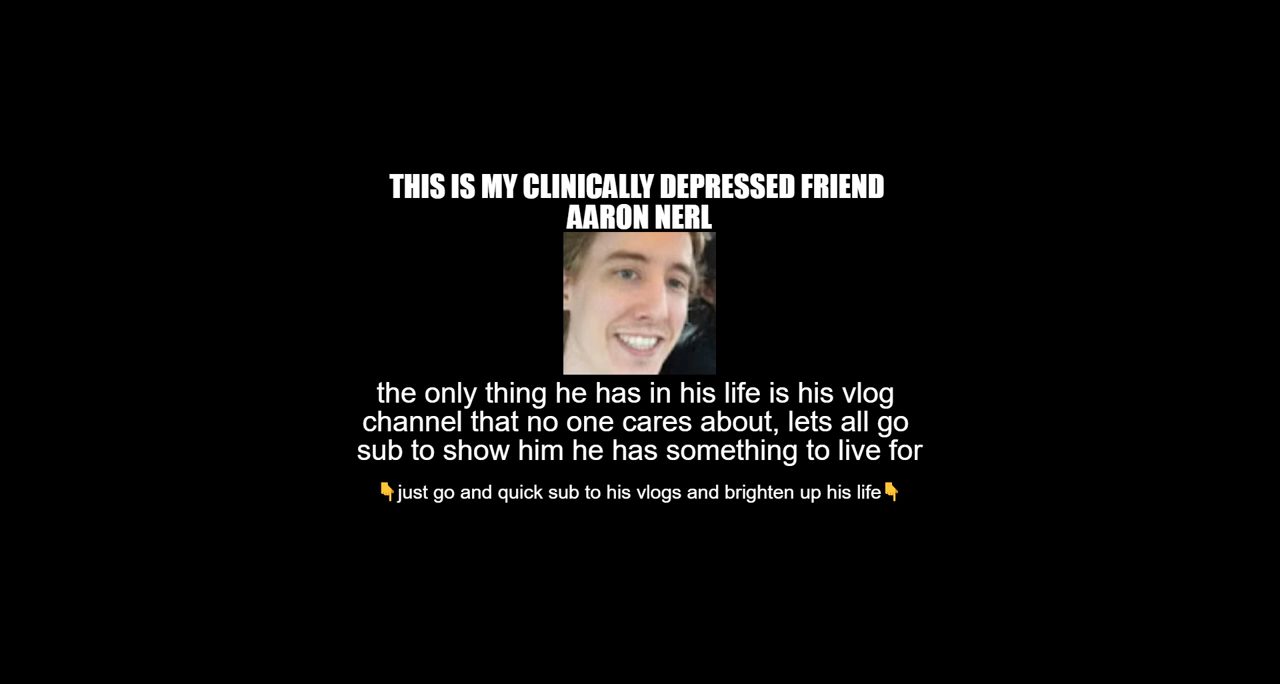 THIS IS MY CLINICALLY DEPRESSED FRIEND
AARON NERL
the only thing he has in his life is his vlog
channel that no one cares about, lets all go
sub to show him he has something to live for
👇just go and quick sub to his vlogs and brighten up his life👇